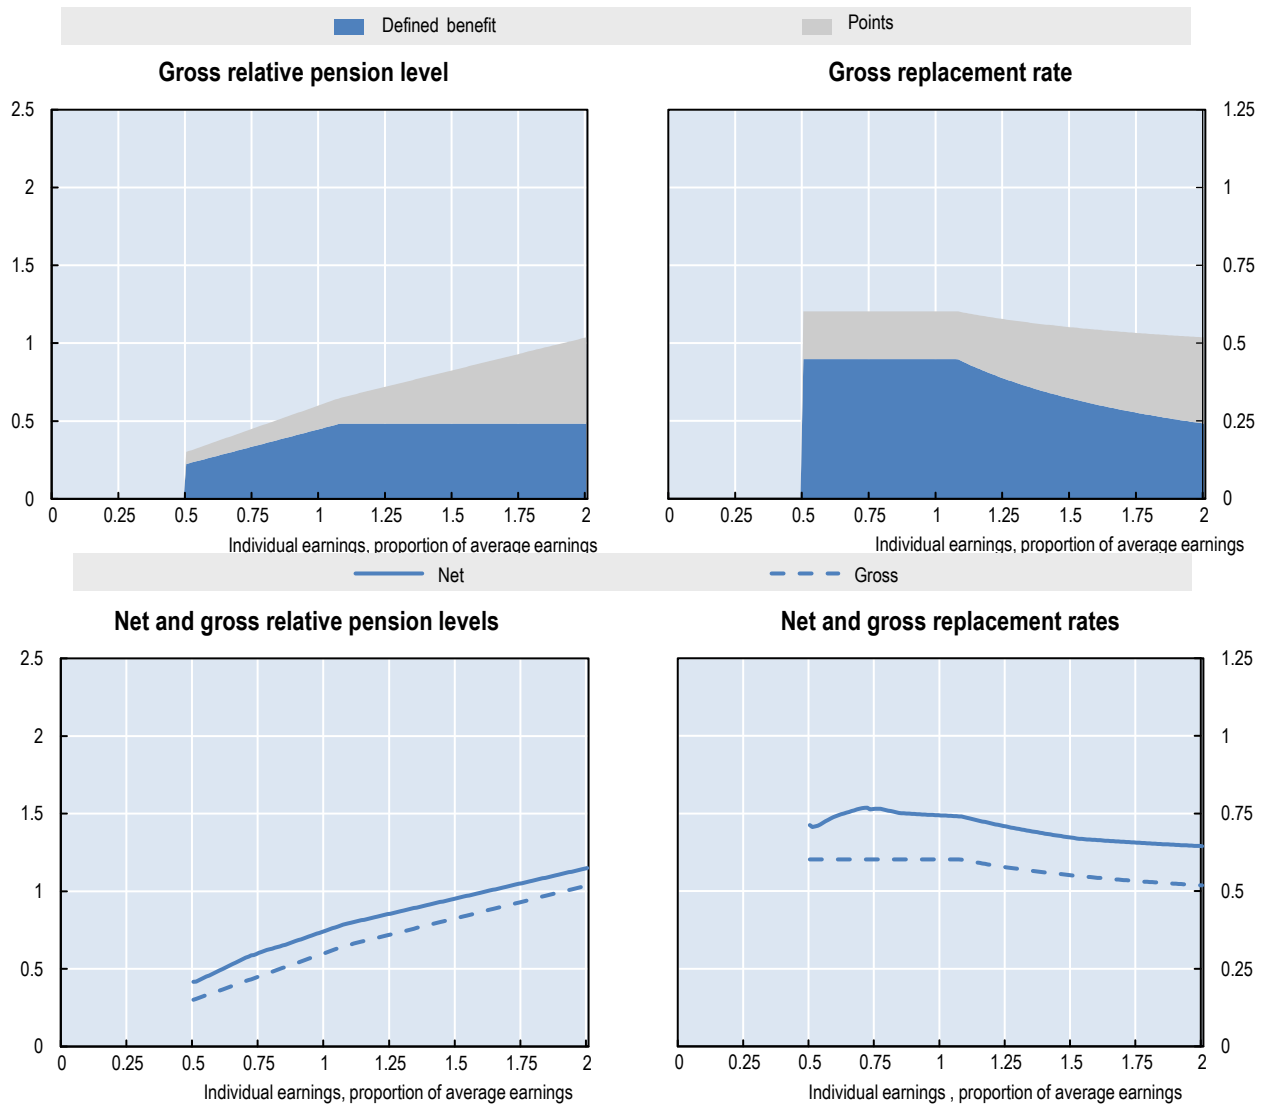 Defined benefit
Points
Gross relative pension level
Gross replacement rate
2.5
2
1.5
1
0.5
0
0 0.25 0.5 0.75 1 1.25 1.5 1.75 2
Individual earnings, proportion of average earnings
1.25
1
0.75
0.5
0.25
0
0 0.25 0.5 0.75 1 1.25 1.5 1.75 2
Individual earnings, proportion of average earnings
Net
Gross
Net and gross relative pension levels
Net and gross replacement rates
2.5
2
1.5
1
0.5
0
0 0.25 0.5 0.75 1 1.25 1.5 1.75 2
Individual earnings, proportion of average earnings
1.25
1
0.75
0.5
0.25
0
0 0.25 0.5 0.75 1 1.25 1.5 1.75 2
Individual earnings , proportion of average earnings